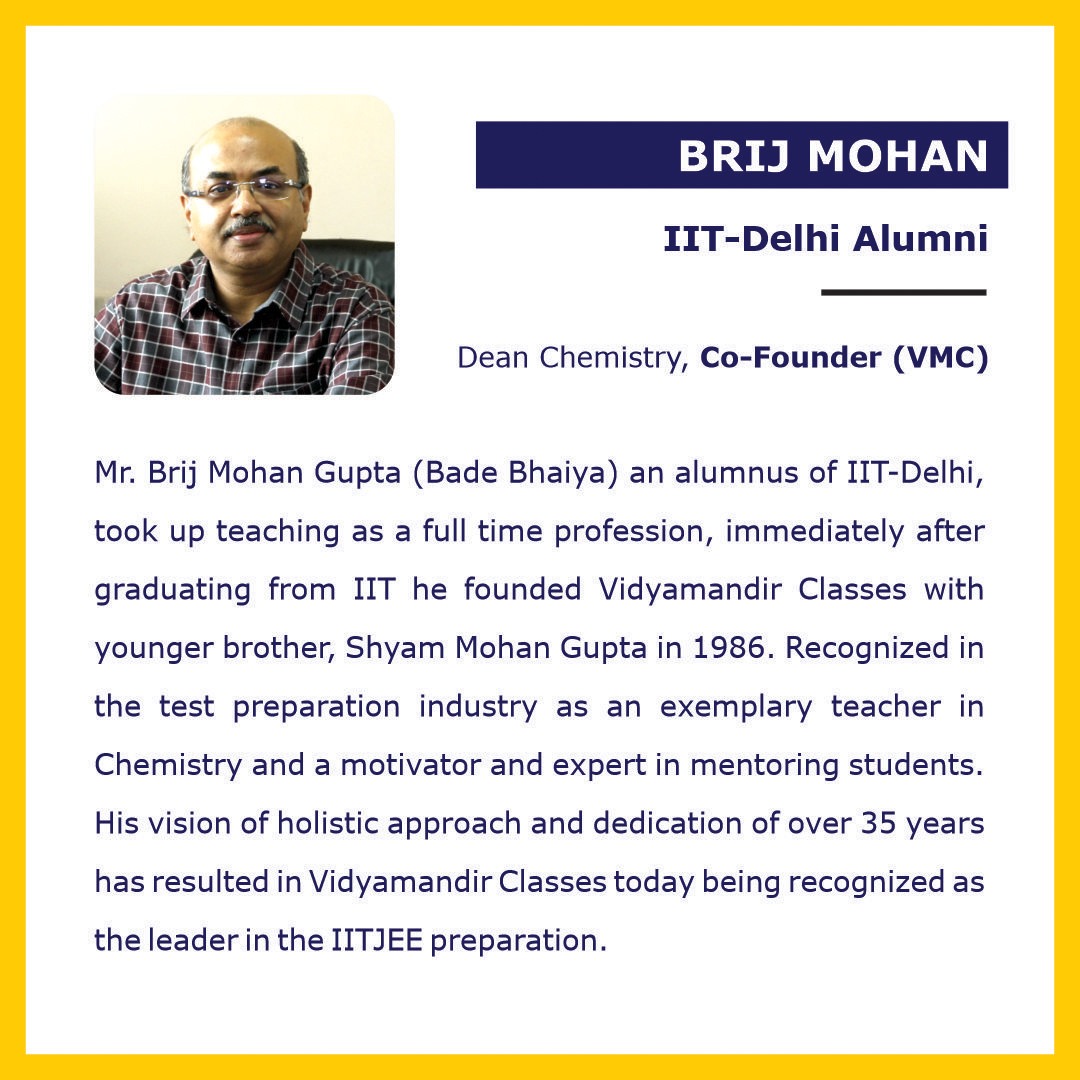 BRIJ MOHAN
IIT-Delhi Alumni
Dean Chemistry, Co-Founder (VMC)
Mr. Brij Mohan Gupta (Bade Bhaiya) an alumnus of IIT-Delhi,
took up teaching as a full time profession, immediately after
graduating from IIT he founded Vidyamandir Classes with
younger brother, Shyam Mohan Gupta in 1986. Recognized in
the test preparation industry as an exemplary teacher in
Chemistry and a motivator and expert in mentoring students.
His vision of holistic approach and dedication of over 35 years
has resulted in Vidyamandir Classes today being recognized as
the leader in the IITJEE preparation.